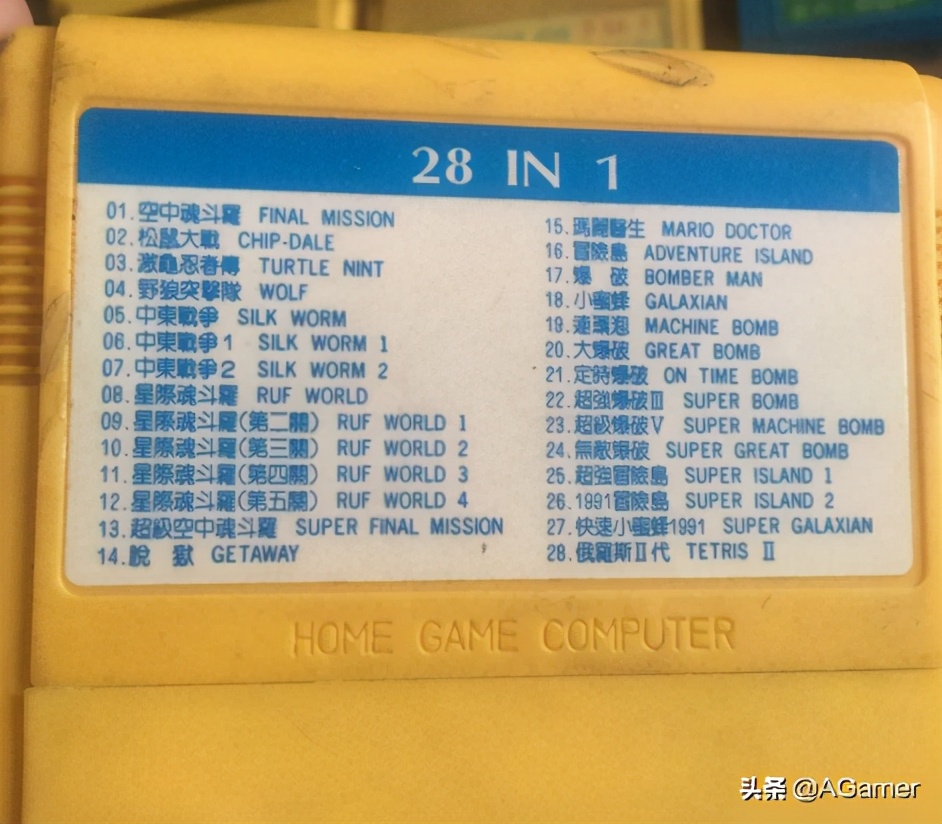 28 IN 1
01.空中魂斗羅 FINAL MISSION
02.松鼠大戰 CHIP-DALE
03.激龜忍者傳 TURTLE NINT
04.野狼突擊隊 WOLF
05.中東戰爭 SILK WORM
06.中東戰爭1 SILK WORM 1
07.中東戰爭2 SILK WORM 2
08.星際魂斗羅 RUF WORLD
09.星際魂斗羅(第二關) RUF WORLD 1
10.星際魂斗羅(第三關) RUF WORLD 2
11.星際魂斗羅(第四關) RUF WORLD 3
12.星際魂斗羅(第五關) RUF WORLD 4
13.超級空中魂斗羅 SUPER FINAL MISSION
14.脫 獄 GETAWAY
15.瑪麗醫生 MARIO DOCTOR
16.冒險島 ADVENTURE ISLAND
17.爆 破 BOMBER MAN
18.小蜜蜂 GALAXIAN
19.連環泡 MACHINE BOMB
20.大爆破 GREAT BOMB
21.定時爆破 ON TIME BOMB
22.超強爆破Ⅲ SUPER BOMB
23.超級爆破Ⅴ SUPER MACHINE BOMB
24.無敵爆破 SUPER GREAT BOMB
25.超強冒險島 SUPER ISLAND 1
26.1991冒險島 SUPER ISLAND 2
27.快速小蜜蜂1991 SUPER GALAXIAN
28.俄羅斯Ⅱ代 TETRIS Ⅱ
HOME GAME COMPUTER
头条 @AGamer